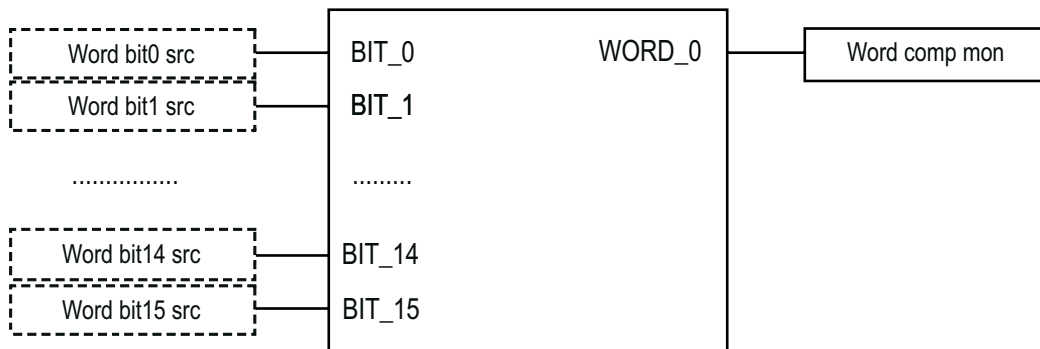 Word bit0 src BIT_0 WORD_0 Word comp mon
Word bit1 src BIT_1
................ .........
Word bit14 src BIT_14
Word bit15 src BIT_15